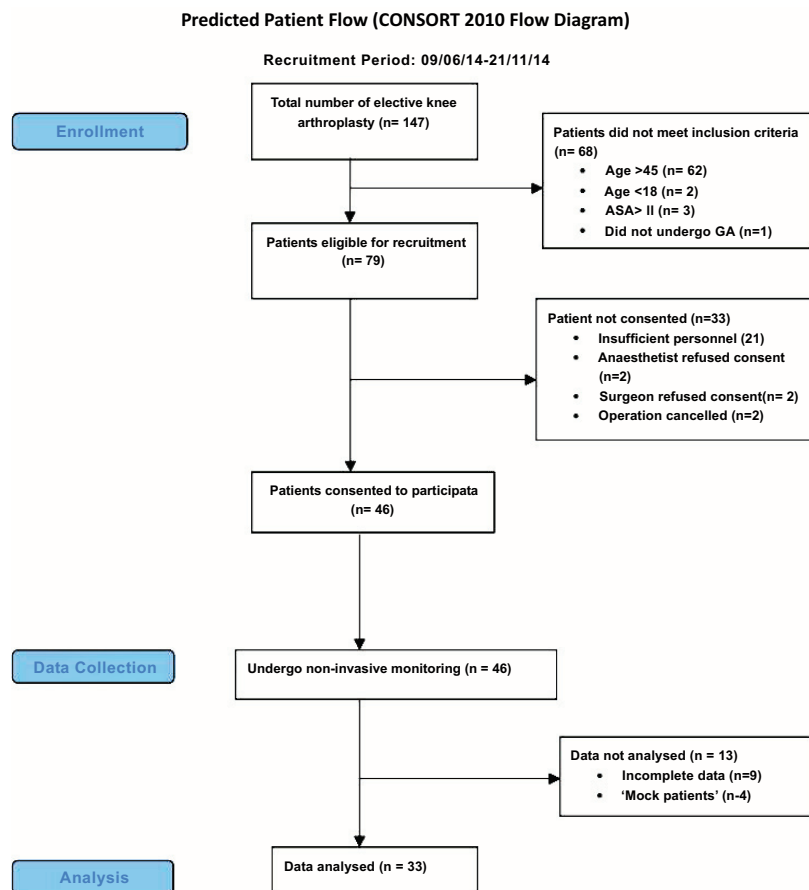 Predicted Patient Flow (CONSORT 2010 Flow Diagram)
Recruitment Period: 09/06/14-21/11/14
Enrollment
Total number of elective knee
arthroplasty (n= 147)
Patients did not meet inclusion criteria
(n= 68)
• Age >45 (n= 62)
• Age <18 (n= 2)
• ASA> II (n= 3)
• Did not undergo GA (n=1)
Patients eligible for recruitment
(n= 79)
Patient not consented (n=33)
• Insufficient personnel (21)
• Anaesthetist refused consent
(n=2)
• Surgeon refused consent(n= 2)
• Operation cancelled (n=2)
Patients consented to participata
(n= 46)
Data Collection
Undergo non-invasive monitoring (n = 46)
Data not analysed (n = 13)
• Incomplete data (n=9)
• ‘Mock patients’ (n-4)
Analysis
Data analysed (n = 33)